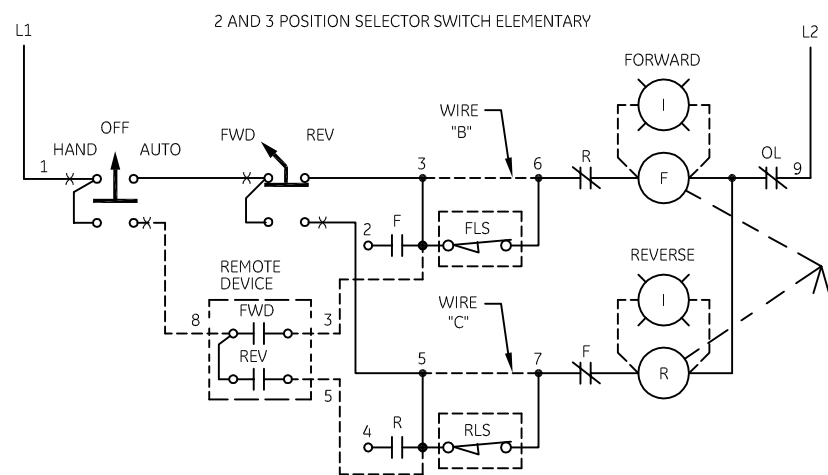 2 AND 3 POSITION SELECTOR SWITCH ELEMENTARY
L1
L2
FORWARD
I
OFF
HAND
AUTO
FWD
REV
WIRE
"B"
1
3
6
R
F
OL
9
X
X
2
F
FLS
X
X
REMOTE
DEVICE
REVERSE
I
8
FWD
3
WIRE
"C"
REV
5
5
7
F
R
4
R
RLS